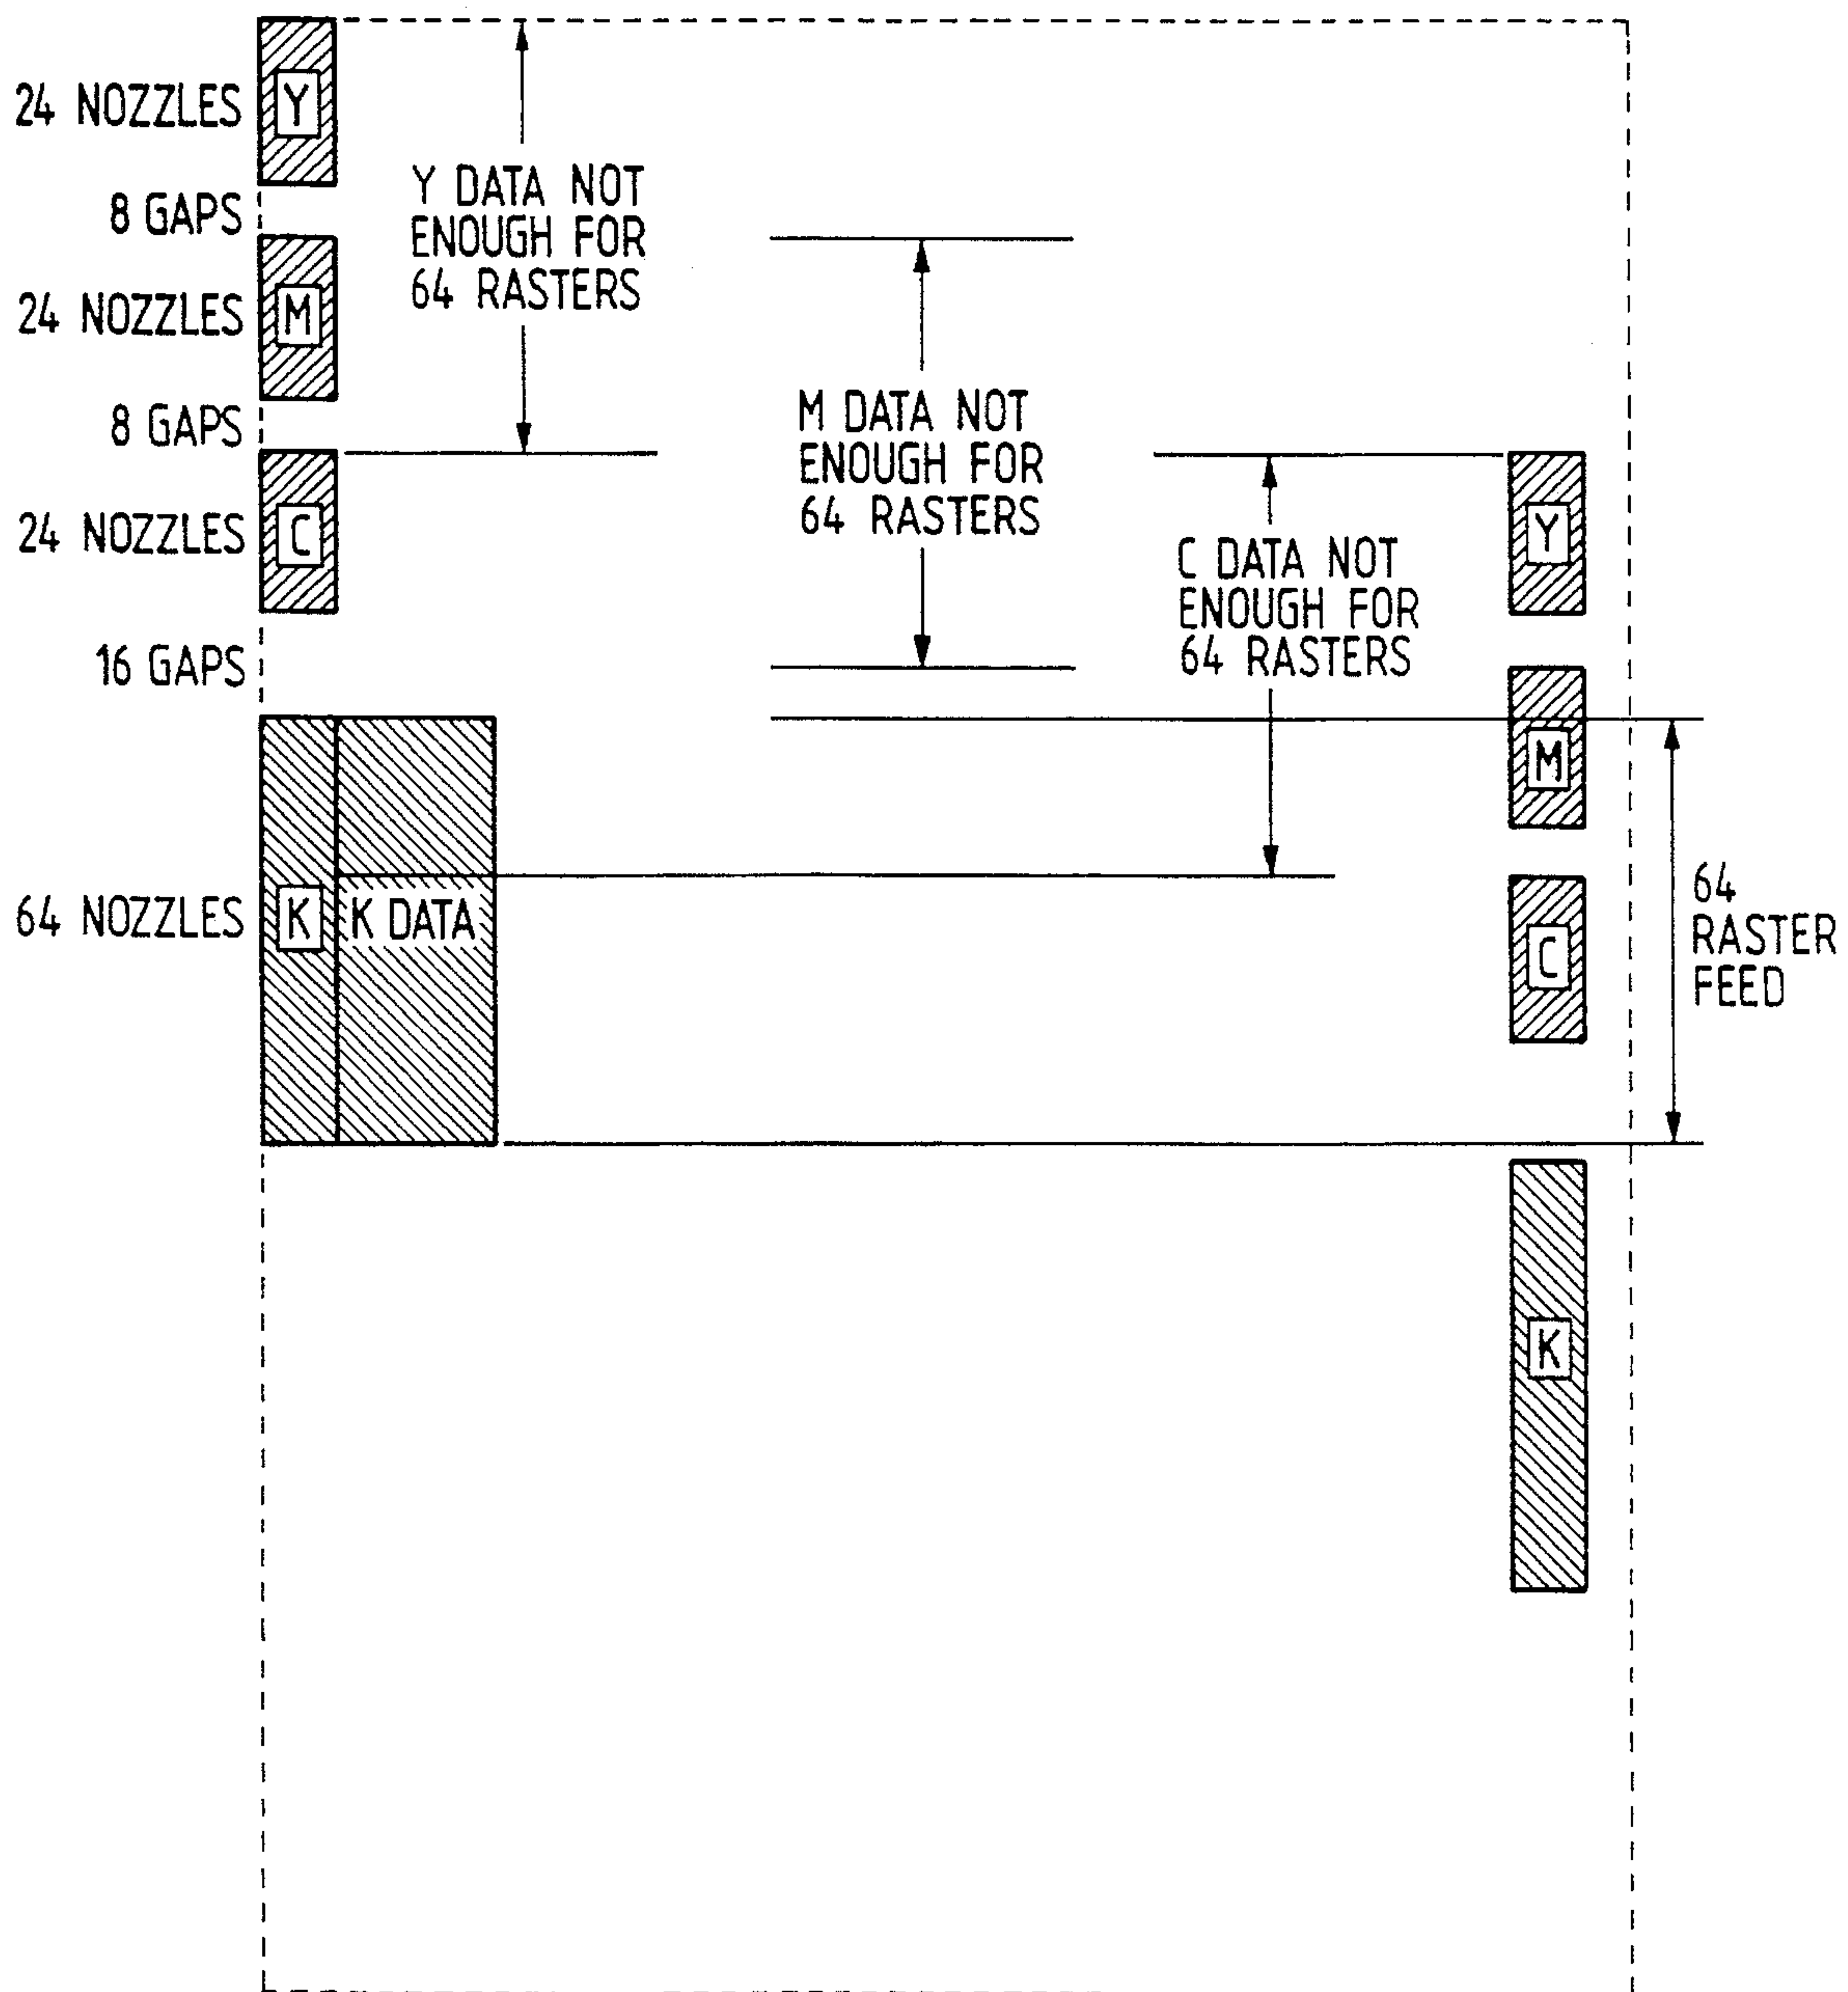 24 NOZZLES
Y
8 GAPS
24 NOZZLES
M
8 GAPS
24 NOZZLES
C
16 GAPS
64 NOZZLES
K
K DATA
Y DATA NOT
ENOUGH FOR
64 RASTERS
M DATA NOT
ENOUGH FOR
64 RASTERS
C DATA NOT
ENOUGH FOR
64 RASTERS
Y
M
C
K
64
RASTER
FEED